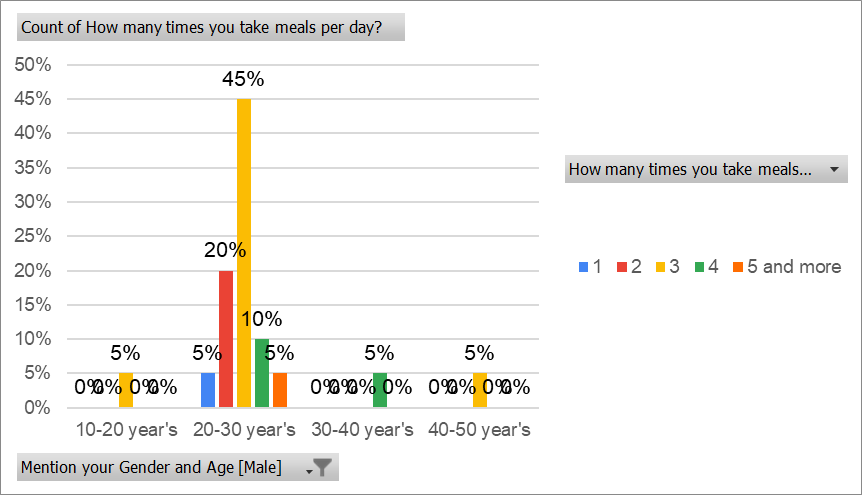 Count of How many times you take meals per day?
50%
45%
45%
40%
35%
How many times you take meals...
30%
25%
20%
1 2 3 4 5 and more
20%
15%
10%
10%
5% 5% 5% 5% 5%
5%
0% 0% 0% 0% 0% 0% 0% 0% 0% 0% 0% 0%
0%
10-20 year's 20-30 year's 30-40 year's 40-50 year's
Mention your Gender and Age [Male]